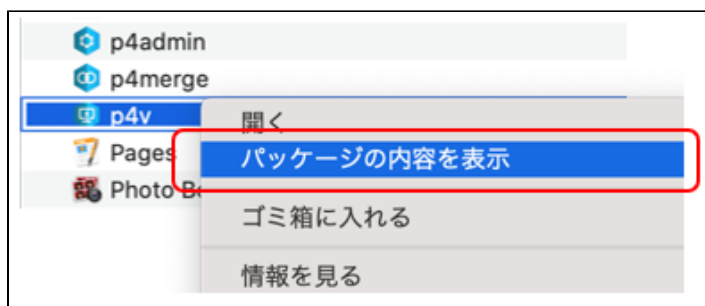 p4admin
p4merge
p4v
開く
Pages
パッケージの内容を表示
Photo B
ゴミ箱に入れる
情報を見る